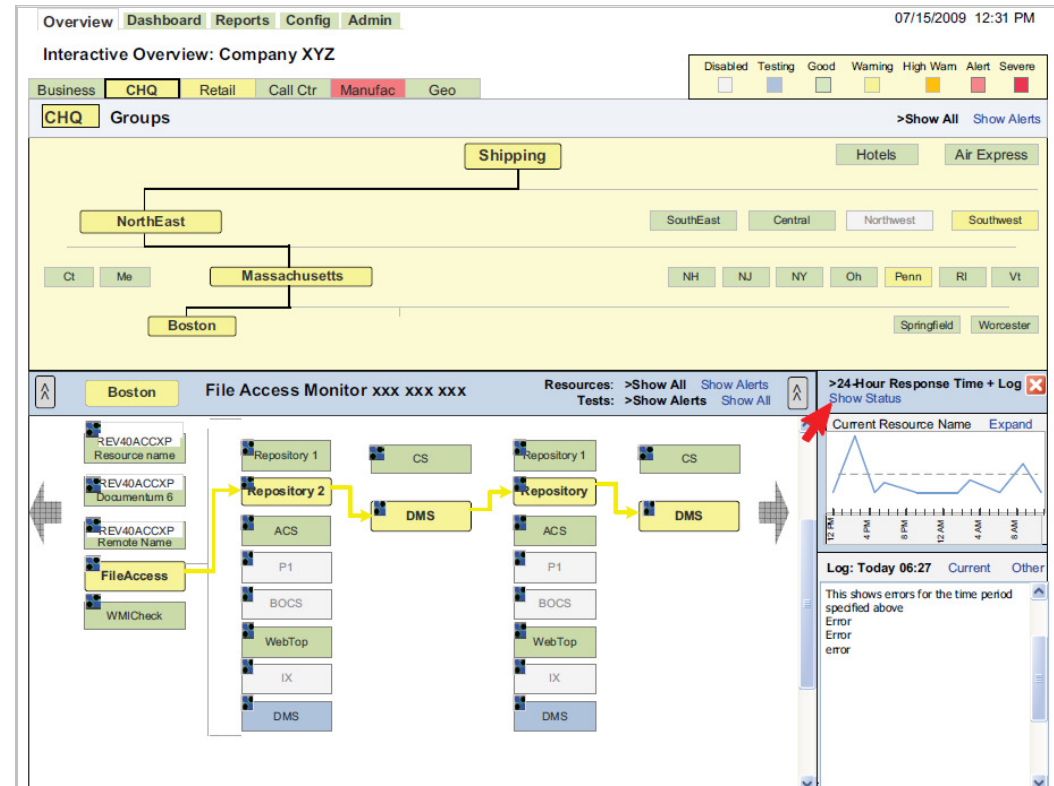 Overview Dashboard Reports Config Admin
07/15/2009 12:31 PM
Interactive Overview: Company XYZ
Disabled Testing Good Warning High Warn Alert Severe
Business CHQ Retail Call Ctr Manufac Geo
CHQ Groups
>Show All Show Alerts
Shipping
Hotels Air Express
NorthEast
SouthEast Central Northwest Southwest
Ct Me Massachusetts NH NJ NY Oh Penn RI Vt
Boston
Springfield Worcester
Boston File Access Monitor xxx xxx xxx
Resources: >Show All Show Alerts
Tests: >Show Alerts Show All
>24-Hour Response Time + Log
Show Status
Current Resource Name Expand
12 PM 4 PM 8 PM 12 AM 4 AM 8 AM
REV40ACCXP
Resource name
REV40ACCXP
Documentum 6
REV40ACCXP
Remote Name
FileAccess
WMICheck
Repository 1
Repository 2
ACS
P1
BOCS
WebTop
IX
DMS
CS
DMS
Repository 1
Repository
ACS
P1
BOCS
WebTop
IX
DMS
CS
DMS
Log: Today 06:27 Current Other
This shows errors for the time period
specified above
Error
Error
error